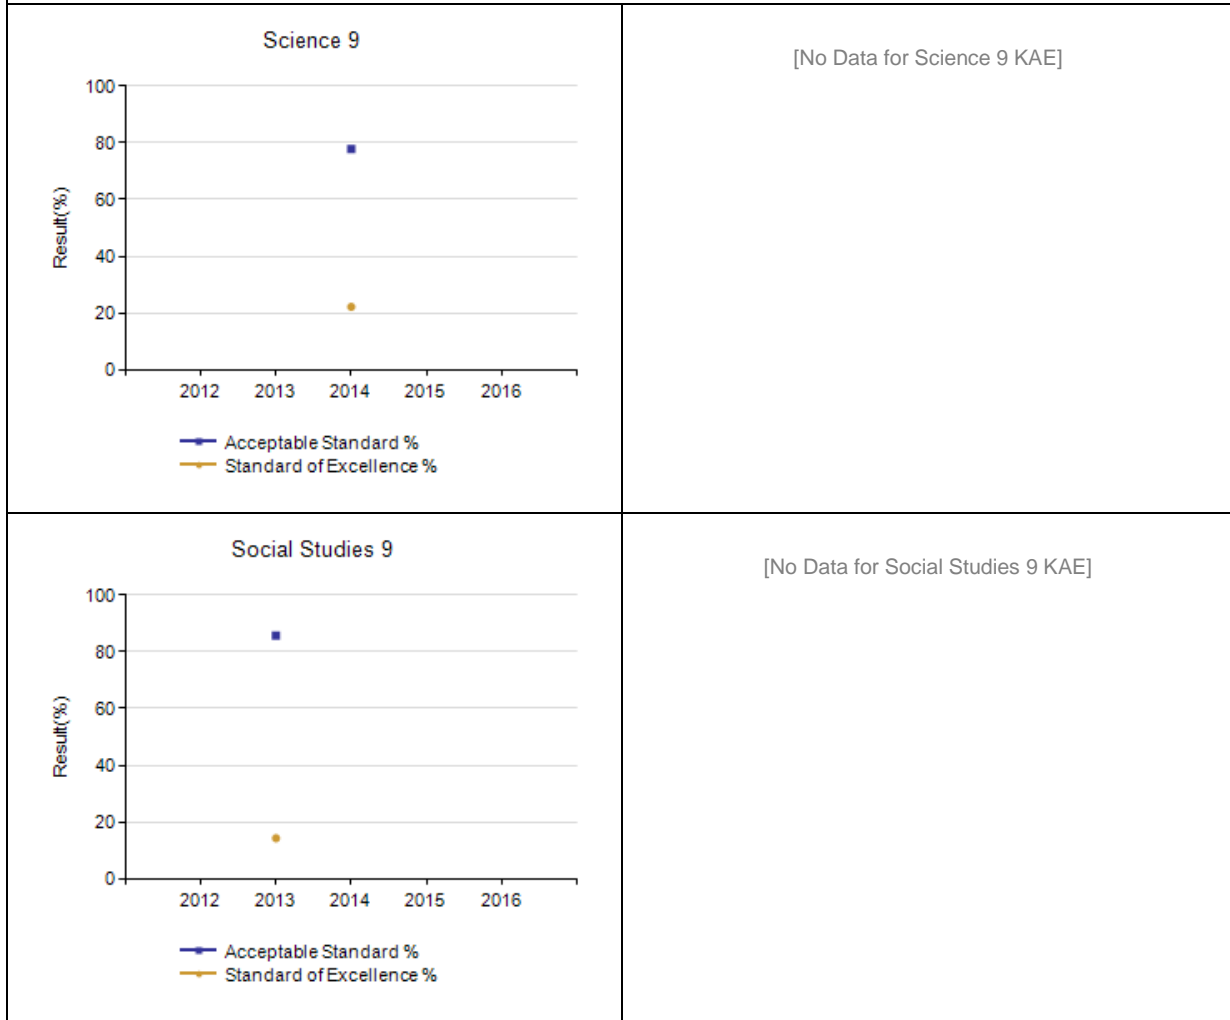 Science 9
100
80
60
40
20
0
Result(%)
2012 2013 2014 2015 2016
Acceptable Standard %
Standard of Excellence %
[No Data for Science 9 KAE]
Social Studies 9
100
80
60
40
20
0
Result(%)
2012 2013 2014 2015 2016
Acceptable Standard %
Standard of Excellence %
[No Data for Social Studies 9 KAE]